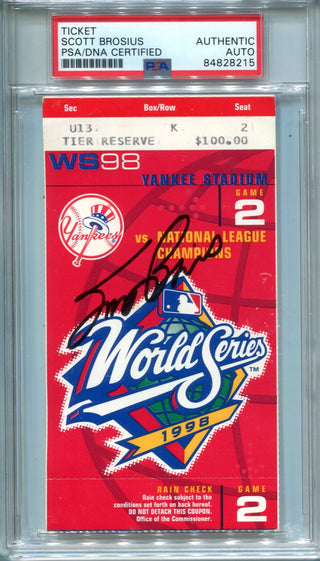 TICKET
SCOTT BROSIUS
PSA/DNA CERTIFIED
AUTHENTIC
AUTO
84828215
PSA
Sec Box/Row Seat
U13 K 2
TIER RESERVE $100.00
WS98
YANKEE STADIUM
GAME
2
Yankees
vs. NATIONAL LEAGUE
CHAMPIONS
World Series
TM
1998
RAIN CHECK
Rain check subject to the
conditions set forth on back hereof.
DO NOT DETACH THIS COUPON.
Office of the Commissioner.
GAME
2